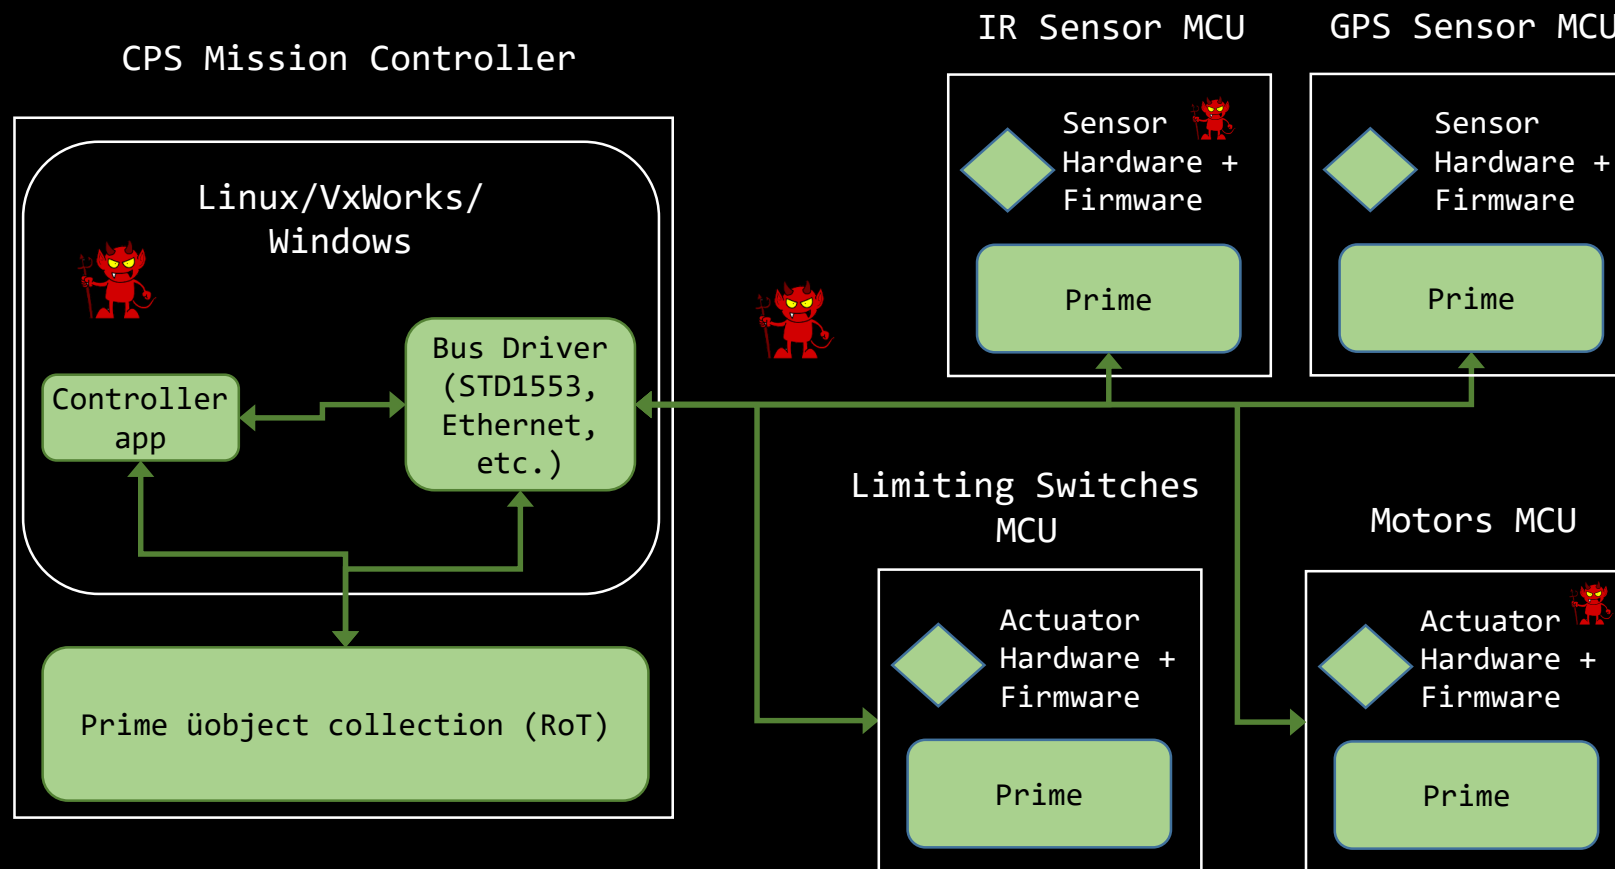 CPS Mission Controller
Linux/VxWorks/
Windows
Controller
app
Bus Driver
(STD1553,
Ethernet,
etc.)
Prime üobject collection (RoT)
IR Sensor MCU
Sensor
Hardware +
Firmware
Prime
GPS Sensor MCU
Sensor
Hardware +
Firmware
Prime
Limiting Switches
MCU
Actuator
Hardware +
Firmware
Prime
Motors MCU
Actuator
Hardware +
Firmware
Prime